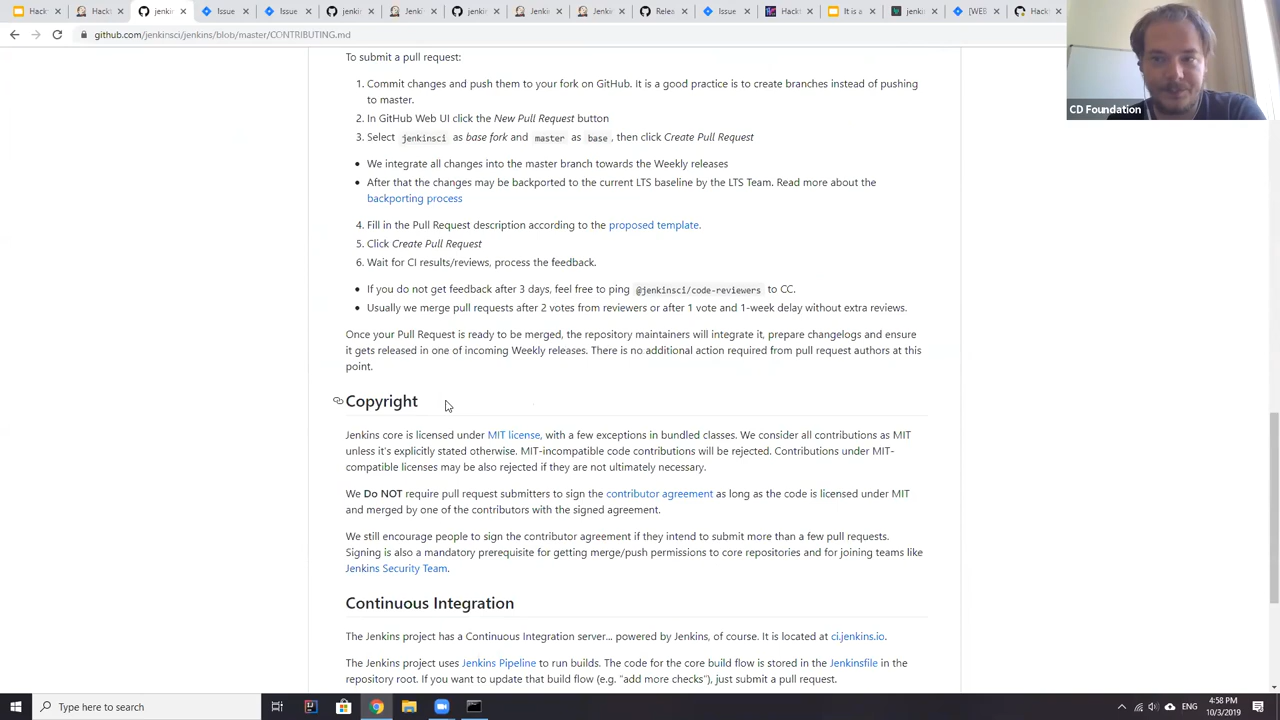 Hack
Hack
jenkin
Issue
Issue
jenkin
Jenkin
jenkin
Jenkin
Jenkin
Relea
Issue
Hack
It is a
jenk
[WEB
Hackt
github.com/jenkinsci/jenkins/blob/master/CONTRIBUTING.md
CD Foundation
To submit a pull request:
1. Commit changes and push them to your fork on GitHub. It is a good practice is to create branches instead of pushing
to master.
2. In GitHub Web UI click the New Pull Request button
3. Select jenkinsci as base fork and master as base, then click Create Pull Request
• We integrate all changes into the master branch towards the Weekly releases
• After that the changes may be backported to the current LTS baseline by the LTS Team. Read more about the
backporting process
4. Fill in the Pull Request description according to the proposed template.
5. Click Create Pull Request
6. Wait for CI results/reviews, process the feedback.
• If you do not get feedback after 3 days, feel free to ping @jenkinsci/code-reviewers to CC.
• Usually we merge pull requests after 2 votes from reviewers or after 1 vote and 1-week delay without extra reviews.
Once your Pull Request is ready to be merged, the repository maintainers will integrate it, prepare changelogs and ensure
it gets released in one of incoming Weekly releases. There is no additional action required from pull request authors at this
point.
Copyright
Jenkins core is licensed under MIT license, with a few exceptions in bundled classes. We consider all contributions as MIT
unless it's explicitly stated otherwise. MIT-incompatible code contributions will be rejected. Contributions under MIT-
compatible licenses may be also rejected if they are not ultimately necessary.
We Do NOT require pull request submitters to sign the contributor agreement as long as the code is licensed under MIT
and merged by one of the contributors with the signed agreement.
We still encourage people to sign the contributor agreement if they intend to submit more than a few pull requests.
Signing is also a mandatory prerequisite for getting merge/push permissions to core repositories and for joining teams like
Jenkins Security Team.
Continuous Integration
The Jenkins project has a Continuous Integration server... powered by Jenkins, of course. It is located at ci.jenkins.io.
The Jenkins project uses Jenkins Pipeline to run builds. The code for the core build flow is stored in the Jenkinsfile in the
repository root. If you want to update that build flow (e.g. "add more checks"), just submit a pull request.
Type here to search
4:58 PM
10/3/2019